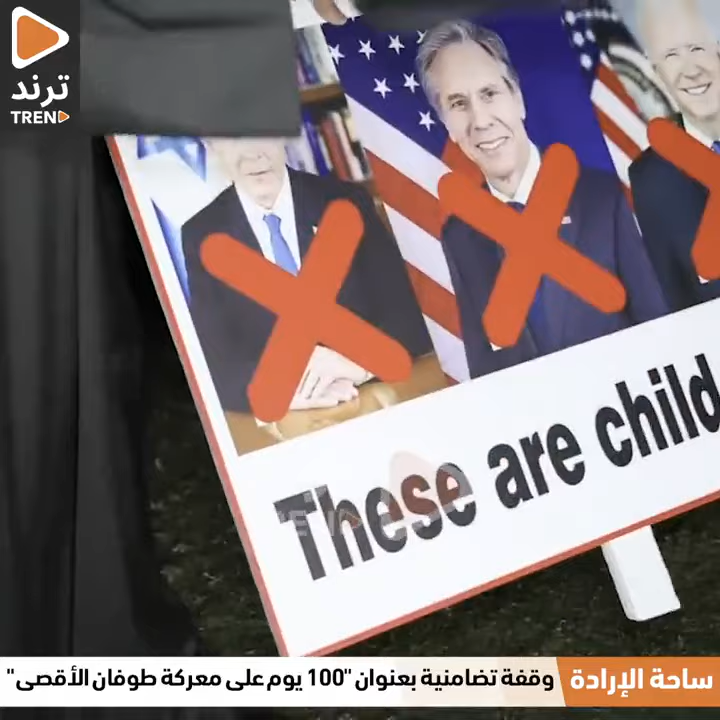 ترند
TREND
These are child
ساحة الإرادة
وقفة تضامنية بعنوان "100 يوم على معركة طوفان الأقصى"